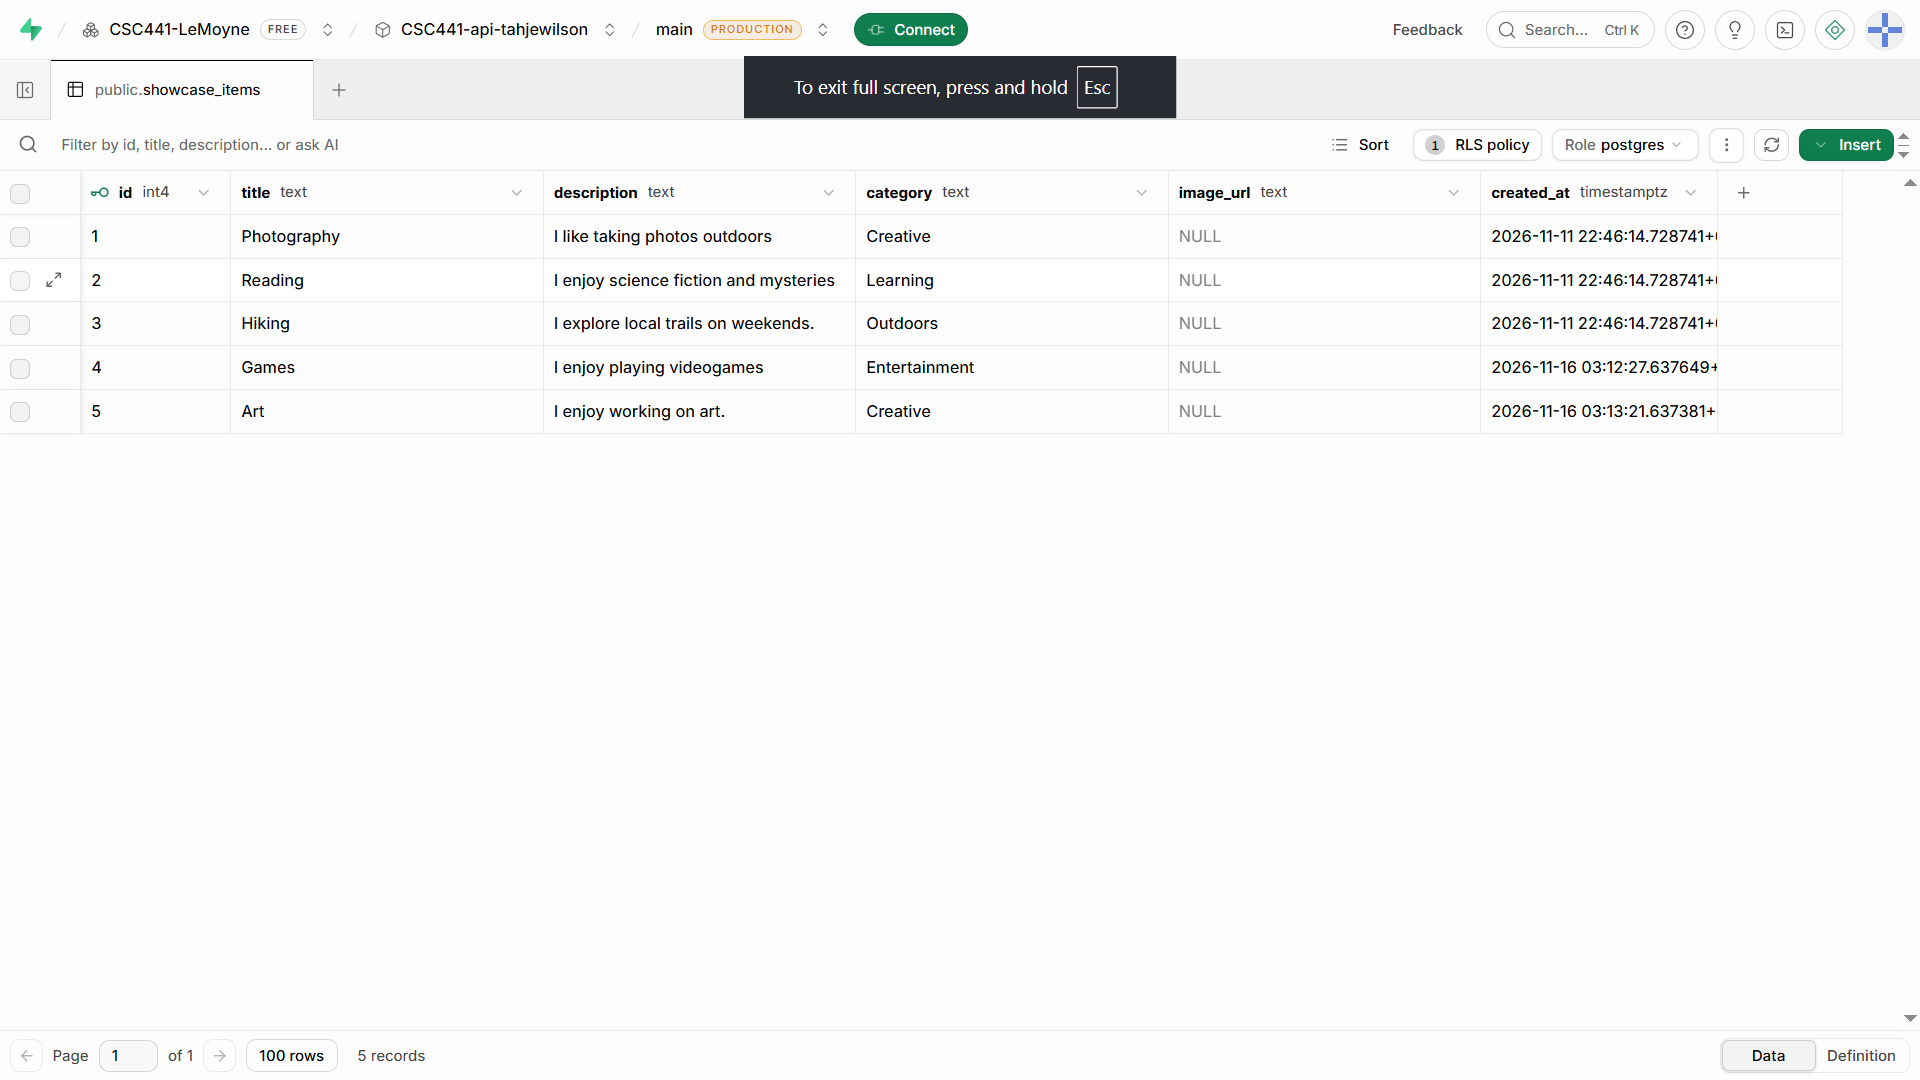 CSC441-LeMoyne FREE CSC441-api-tahjewilson main PRODUCTION Connect Feedback Search... Ctrl K
public.showcase_items
To exit full screen, press and hold Esc
Filter by id, title, description... or ask AI Sort 1 RLS policy Role postgres Insert
id int4 title text description text category text image_url text created_at timestamptz
1 Photography I like taking photos outdoors Creative NULL 2026-11-11 22:46:14.728741+
2 Reading I enjoy science fiction and mysteries Learning NULL 2026-11-11 22:46:14.728741+
3 Hiking I explore local trails on weekends. Outdoors NULL 2026-11-11 22:46:14.728741+
4 Games I enjoy playing videogames Entertainment NULL 2026-11-16 03:12:27.637649+
5 Art I enjoy working on art. Creative NULL 2026-11-16 03:13:21.637381+
Page 1 of 1 100 rows 5 records Data Definition